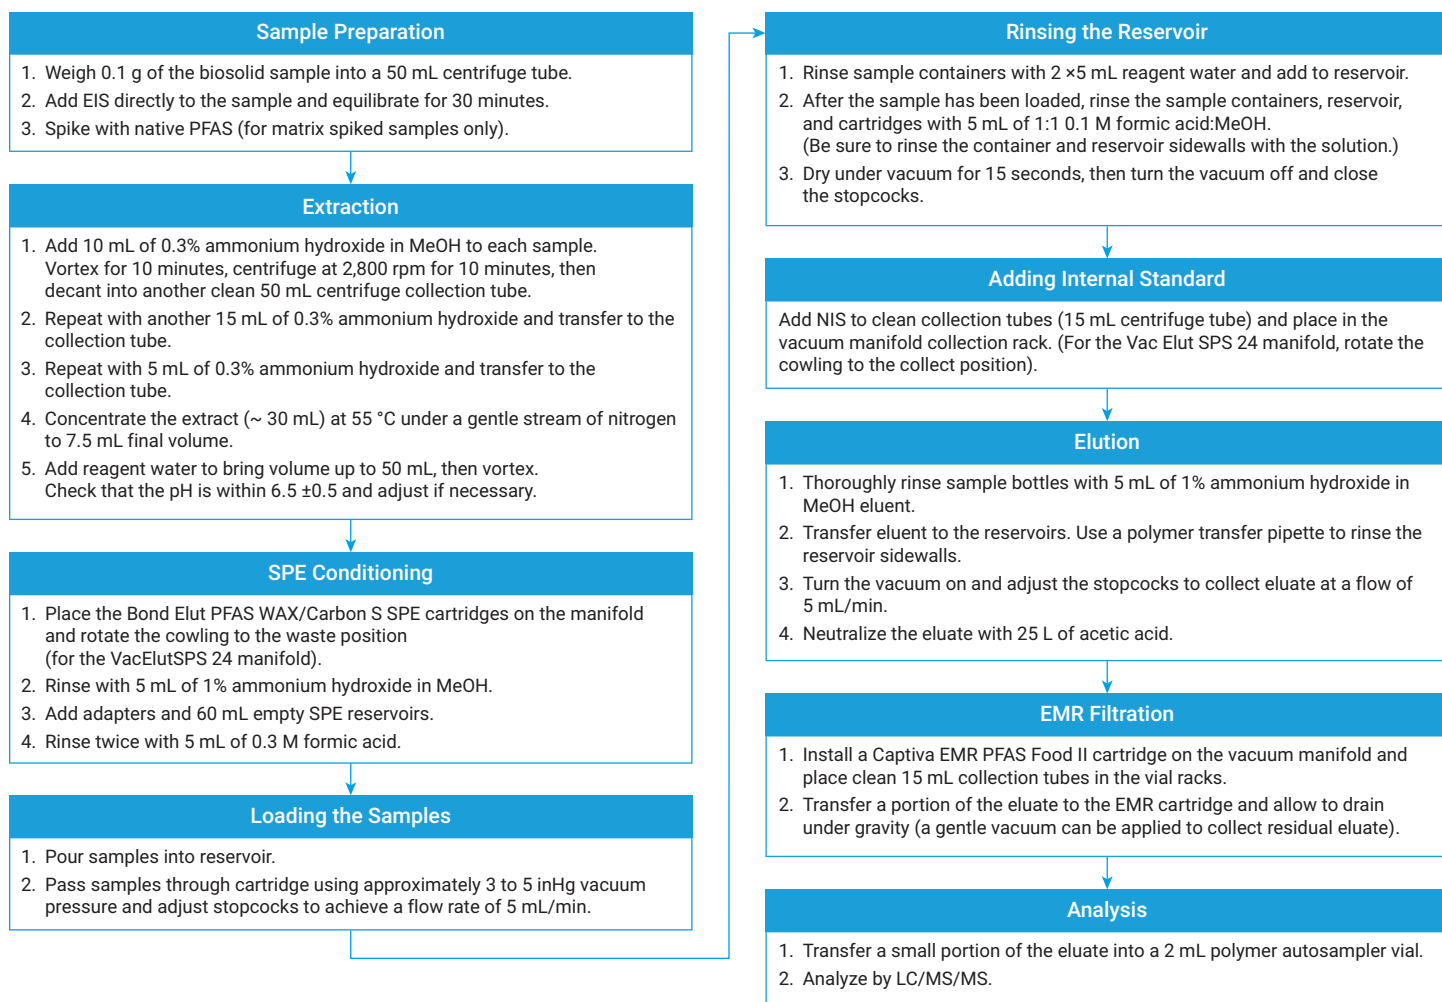 Sample Preparation
1. Weigh 0.1 g of the biosolid sample into a 50 mL centrifuge tube.
2. Add EIS directly to the sample and equilibrate for 30 minutes.
3. Spike with native PFAS (for matrix spiked samples only).
Extraction
1. Add 10 mL of 0.3% ammonium hydroxide in MeOH to each sample.
Vortex for 10 minutes, centrifuge at 2,800 rpm for 10 minutes, then
decant into another clean 50 mL centrifuge collection tube.
2. Repeat with another 15 mL of 0.3% ammonium hydroxide and transfer to the
collection tube.
3. Repeat with 5 mL of 0.3% ammonium hydroxide and transfer to the
collection tube.
4. Concentrate the extract (~ 30 mL) at 55 °C under a gentle stream of nitrogen
to 7.5 mL final volume.
5. Add reagent water to bring volume up to 50 mL, then vortex.
Check that the pH is within 6.5 ±0.5 and adjust if necessary.
SPE Conditioning
1. Place the Bond Elut PFAS WAX/Carbon S SPE cartridges on the manifold
and rotate the cowling to the waste position
(for the VacElutSPS 24 manifold).
2. Rinse with 5 mL of 1% ammonium hydroxide in MeOH.
3. Add adapters and 60 mL empty SPE reservoirs.
4. Rinse twice with 5 mL of 0.3 M formic acid.
Loading the Samples
1. Pour samples into reservoir.
2. Pass samples through cartridge using approximately 3 to 5 inHg vacuum
pressure and adjust stopcocks to achieve a flow rate of 5 mL/min.
Rinsing the Reservoir
1. Rinse sample containers with 2 ×5 mL reagent water and add to reservoir.
2. After the sample has been loaded, rinse the sample containers, reservoir,
and cartridges with 5 mL of 1:1 0.1 M formic acid:MeOH.
(Be sure to rinse the container and reservoir sidewalls with the solution.)
3. Dry under vacuum for 15 seconds, then turn the vacuum off and close
the stopcocks.
Adding Internal Standard
Add NIS to clean collection tubes (15 mL centrifuge tube) and place in the
vacuum manifold collection rack. (For the Vac Elut SPS 24 manifold, rotate the
cowling to the collect position).
Elution
1. Thoroughly rinse sample bottles with 5 mL of 1% ammonium hydroxide in
MeOH eluent.
2. Transfer eluent to the reservoirs. Use a polymer transfer pipette to rinse the
reservoir sidewalls.
3. Turn the vacuum on and adjust the stopcocks to collect eluate at a flow of
5 mL/min.
4. Neutralize the eluate with 25 L of acetic acid.
EMR Filtration
1. Install a Captiva EMR PFAS Food II cartridge on the vacuum manifold and
place clean 15 mL collection tubes in the vial racks.
2. Transfer a portion of the eluate to the EMR cartridge and allow to drain
under gravity (a gentle vacuum can be applied to collect residual eluate).
Analysis
1. Transfer a small portion of the eluate into a 2 mL polymer autosampler vial.
2. Analyze by LC/MS/MS.